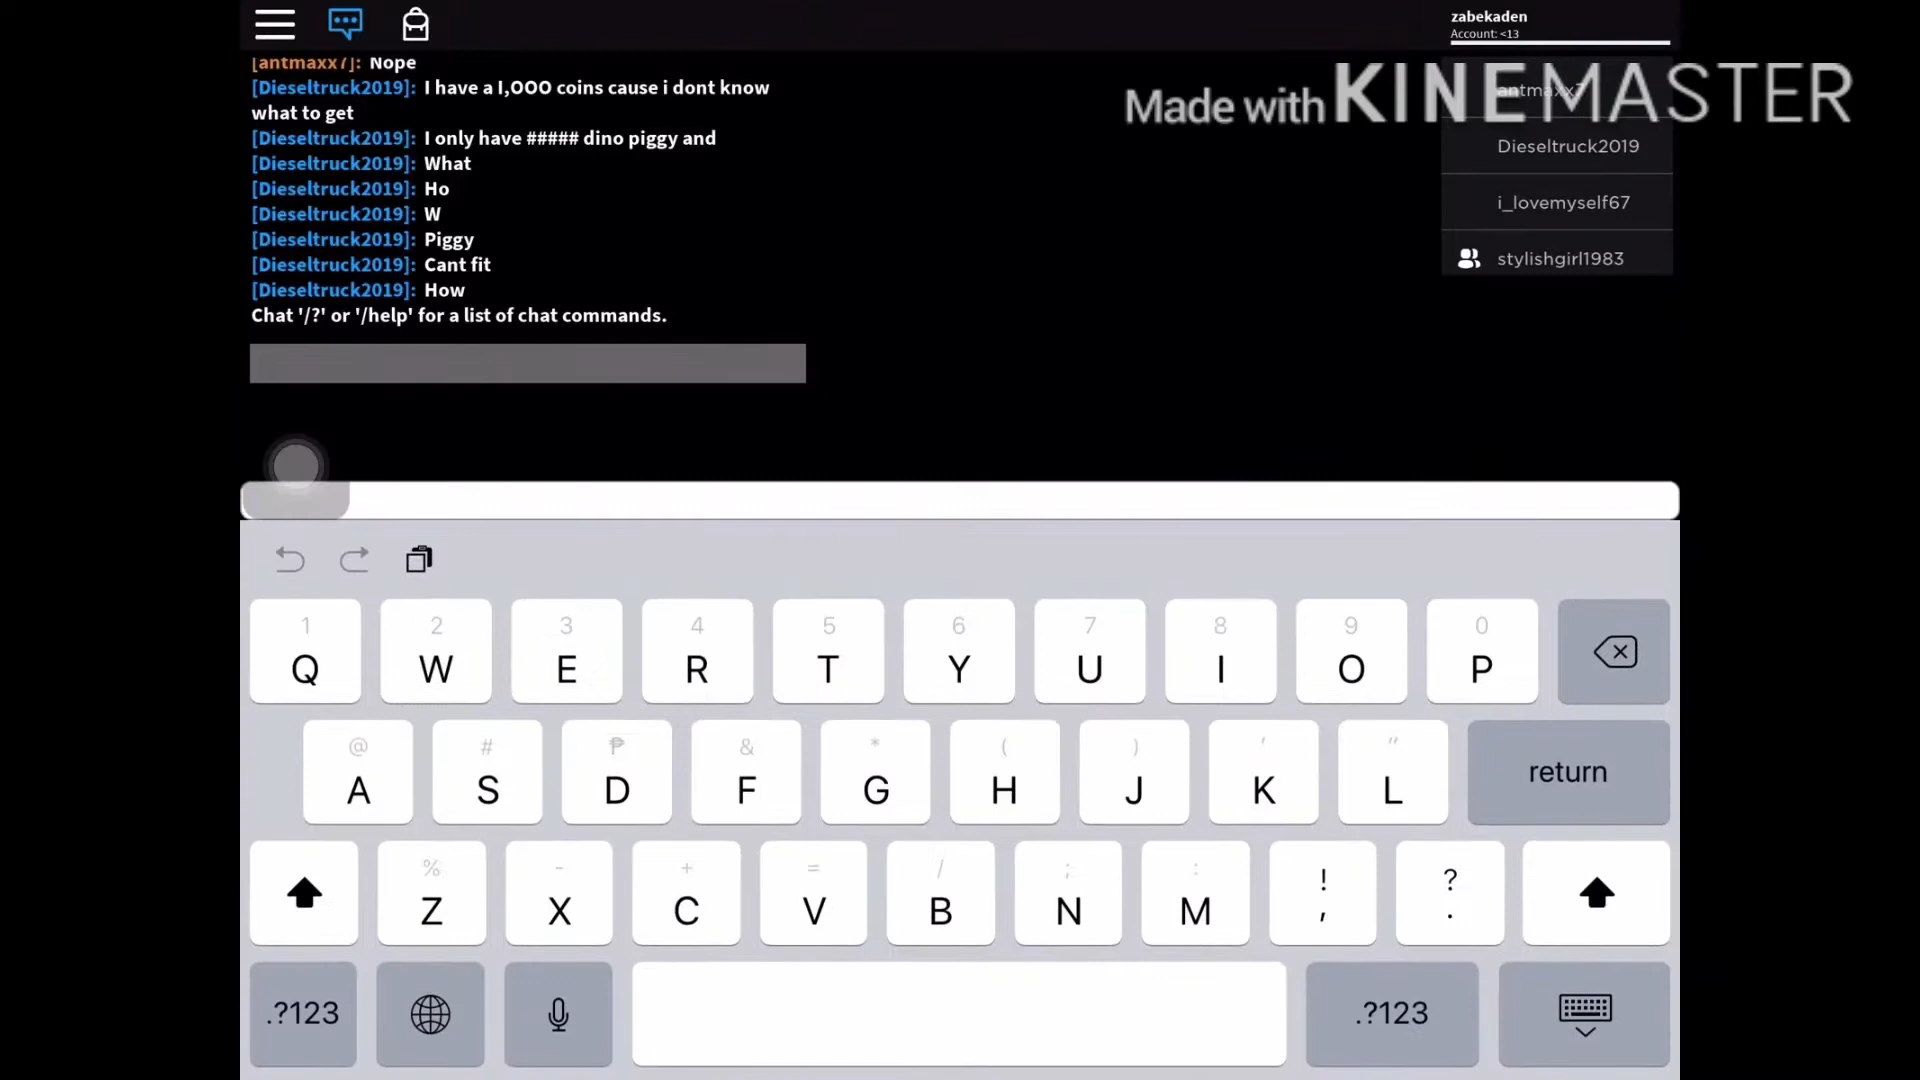 zabekaden
Account: <13
[antmaxx7]: Nope
[Dieseltruck2019]: I have a 1,000 coins cause i dont know
what to get
[Dieseltruck2019]: I only have ##### dino piggy and
[Dieseltruck2019]: What
[Dieseltruck2019]: Ho
[Dieseltruck2019]: W
[Dieseltruck2019]: Piggy
[Dieseltruck2019]: Cant fit
[Dieseltruck2019]: How
Chat '/?' or '/help' for a list of chat commands.
Made with KINEMASTER
antmaxx7
Dieseltruck2019
i_lovemyself67
stylishgirl1983
1 2 3 4 5 6 7 8 9 0
Q W E R T Y U I O P
@ # ₱ & * ( ) ' "
A S D F G H J K L return
% - + = / ; : ! ?
Z X C V B N M , .
.?123 .?123